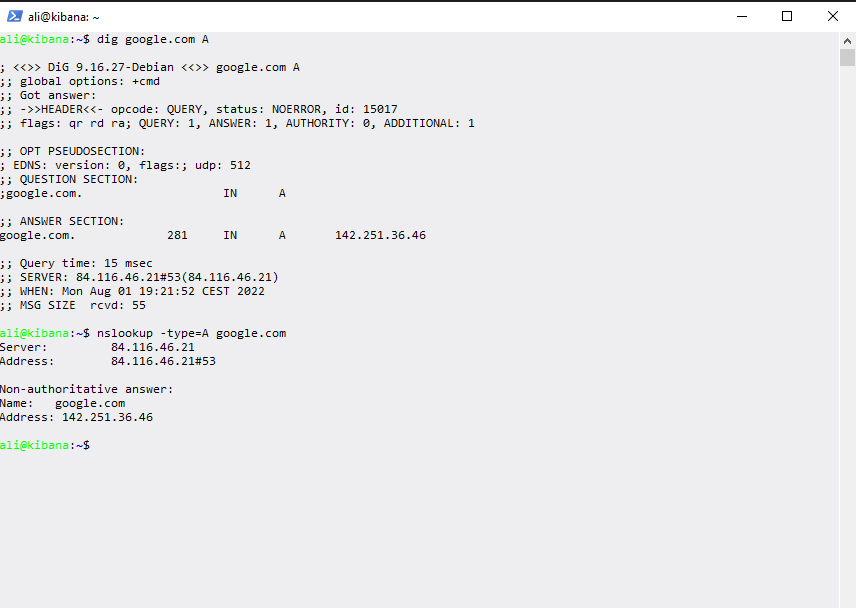 ali@kibana: ~
ali@kibana:~$ dig google.com A

; <<>> DiG 9.16.27-Debian <<>> google.com A
;; global options: +cmd
;; Got answer:
;; ->>HEADER<<- opcode: QUERY, status: NOERROR, id: 15017
;; flags: qr rd ra; QUERY: 1, ANSWER: 1, AUTHORITY: 0, ADDITIONAL: 1

;; OPT PSEUDOSECTION:
; EDNS: version: 0, flags:; udp: 512
;; QUESTION SECTION:
;google.com.                    IN      A

;; ANSWER SECTION:
google.com.             281     IN      A       142.251.36.46

;; Query time: 15 msec
;; SERVER: 84.116.46.21#53(84.116.46.21)
;; WHEN: Mon Aug 01 19:21:52 CEST 2022
;; MSG SIZE  rcvd: 55

ali@kibana:~$ nslookup -type=A google.com
Server:         84.116.46.21
Address:        84.116.46.21#53

Non-authoritative answer:
Name:   google.com
Address: 142.251.36.46

ali@kibana:~$